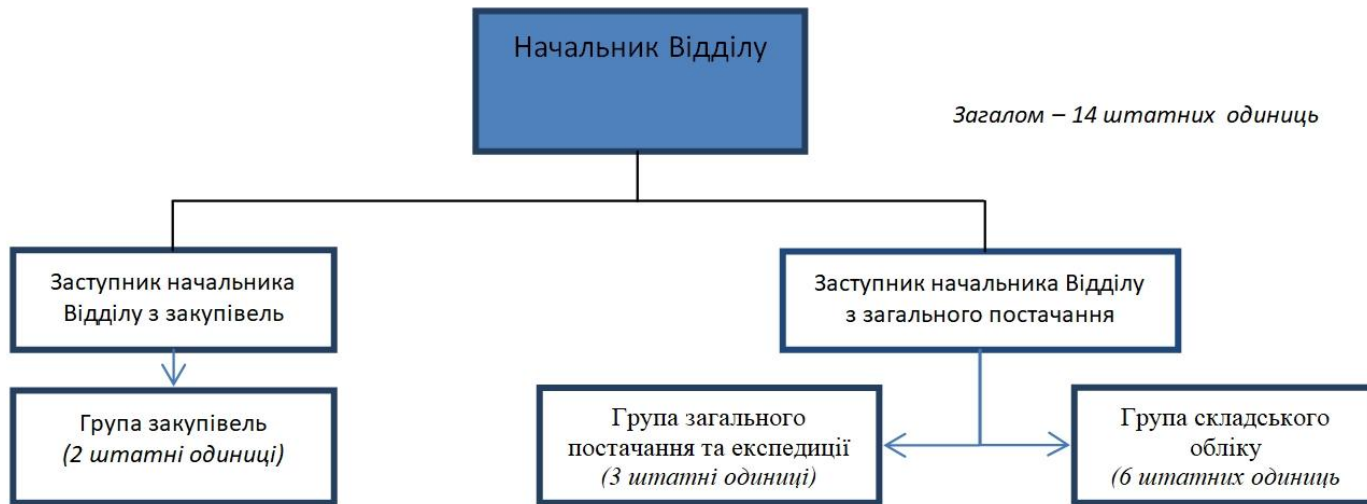 Начальник Відділу
Загалом – 14 штатних одиниць
Заступник начальника
Відділу з закупівель
Заступник начальника Відділу
з загального постачання
Група закупівель
(2 штатні одиниці)
Група загального
постачання та експедиції
(3 штатні одиниці)
Група складського
обліку
(6 штатних одиниць